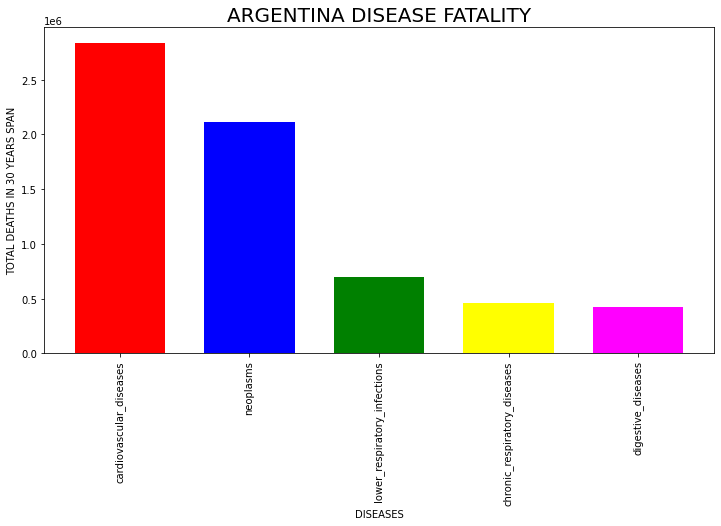 ARGENTINA DISEASE FATALITY
1e6
TOTAL DEATHS IN 30 YEARS SPAN
2.5
2.0
1.5
1.0
0.5
0.0
cardiovascular_diseases
neoplasms
lower_respiratory_infections
chronic_respiratory_diseases
digestive_diseases
DISEASES